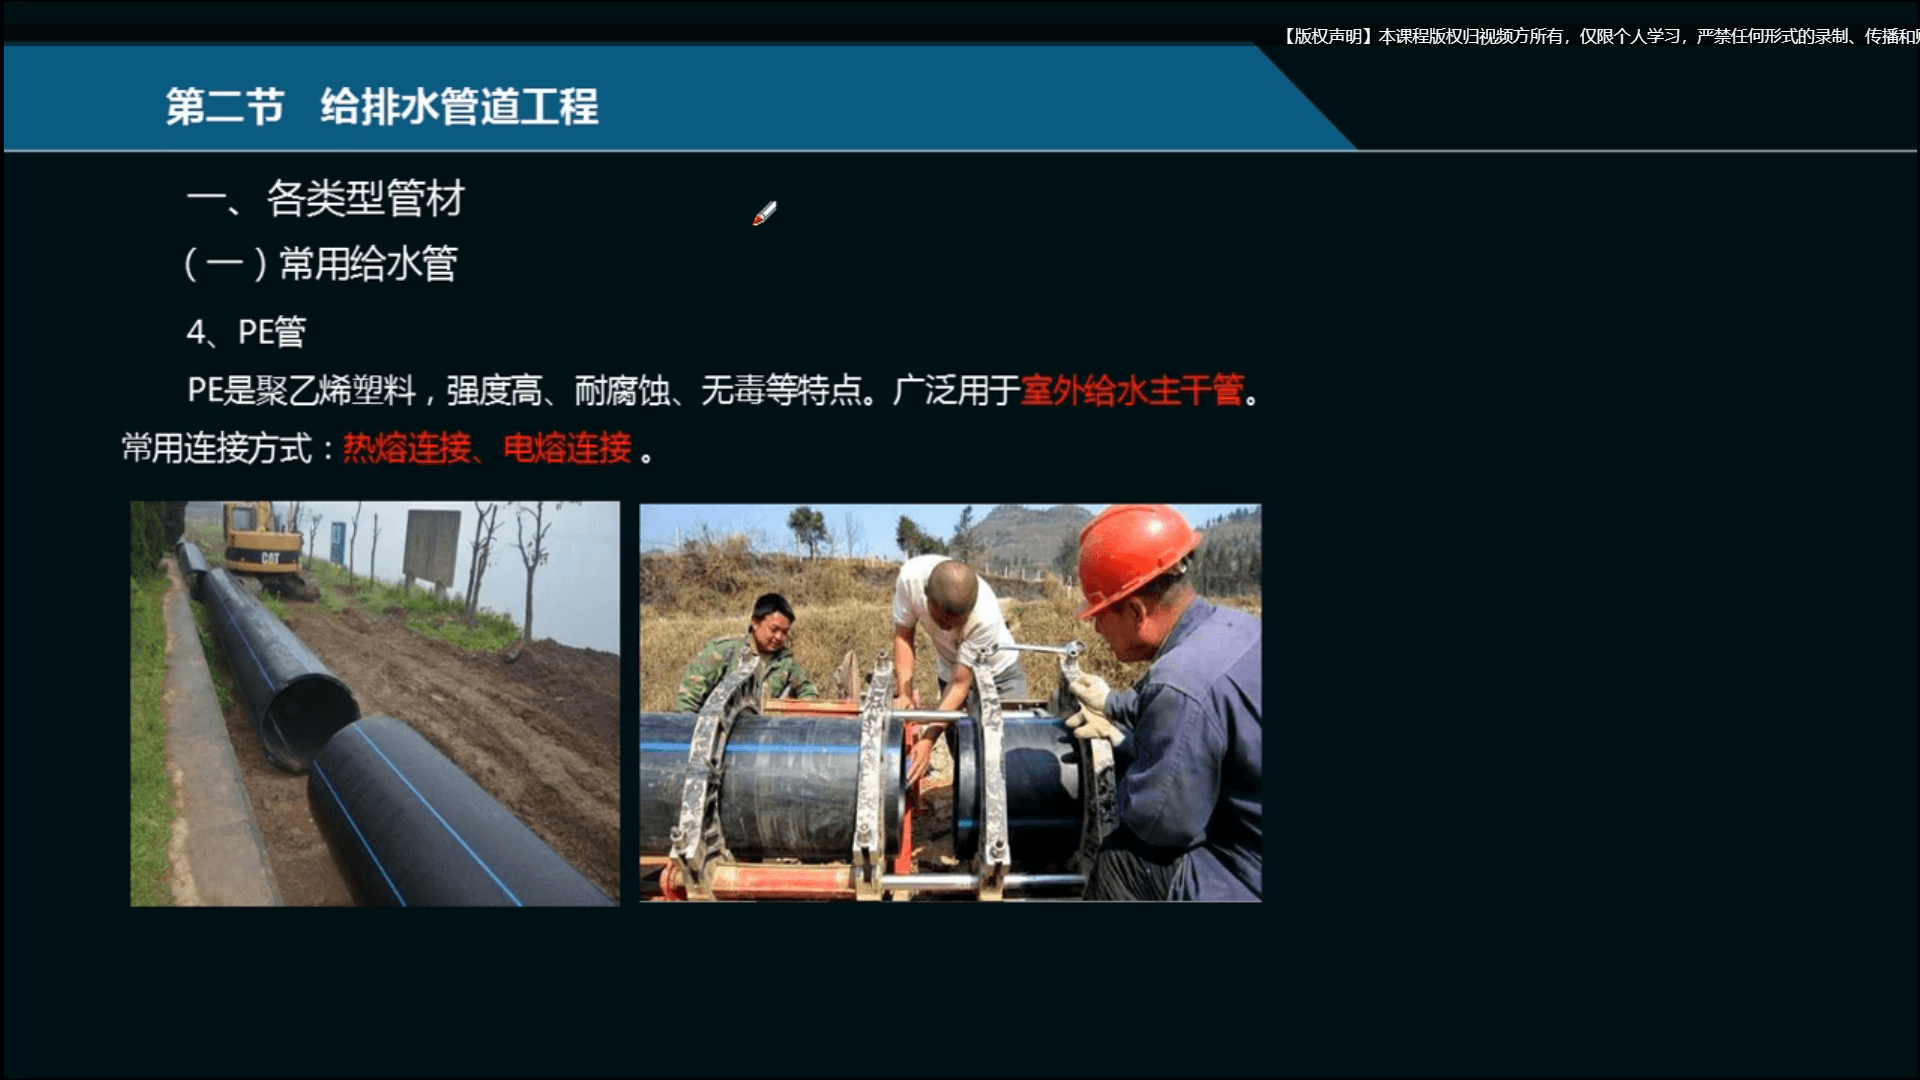 【版权声明】本课程版权归视频方所有，仅限个人学习，严禁任何形式的录制、传播和
第二节 给排水管道工程
一、各类型管材
（一）常用给水管
4、PE管
PE是聚乙烯塑料，强度高、耐腐蚀、无毒等特点。广泛用于室外给水主干管。
常用连接方式：热熔连接、电熔连接 。
CAT